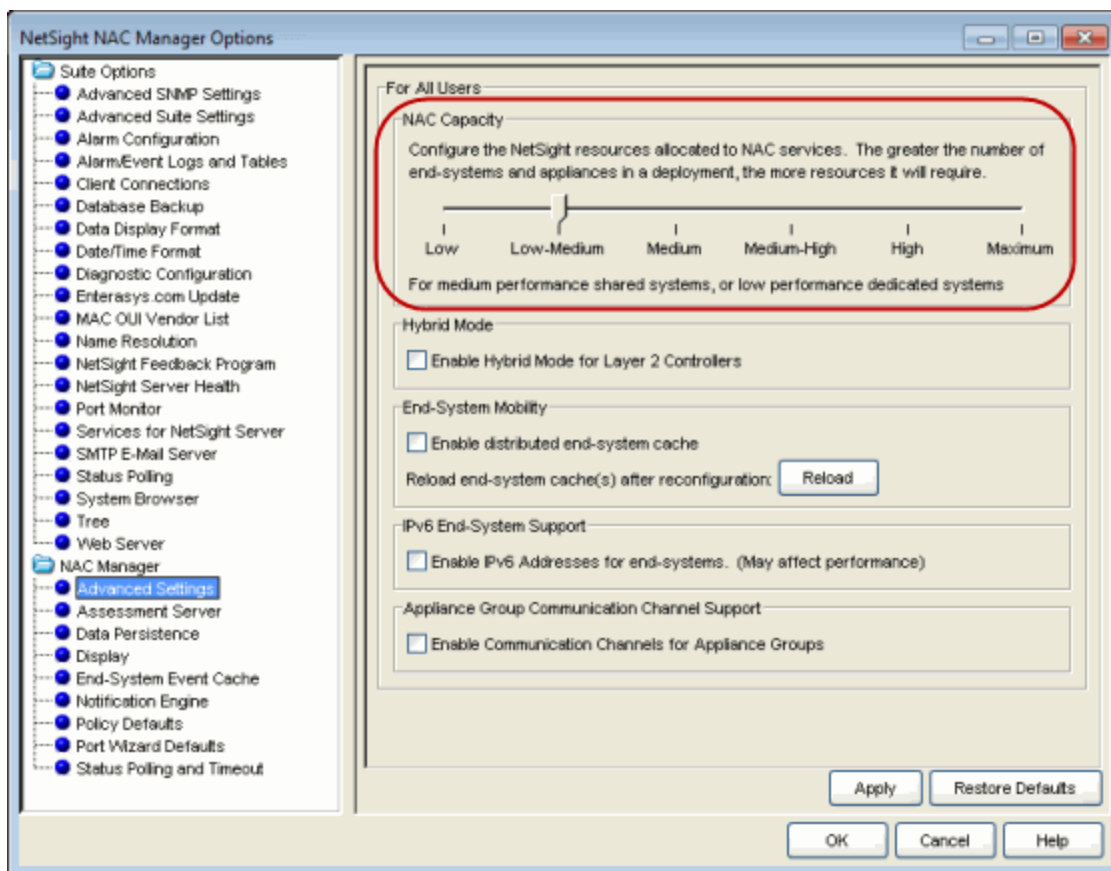 NetSight NAC Manager Options
Suite Options
Advanced SNMP Settings
Advanced Suite Settings
Alarm Configuration
Alarm/Event Logs and Tables
Client Connections
Database Backup
Data Display Format
Date/Time Format
Diagnostic Configuration
Enterasys.com Update
MAC OUI Vendor List
Name Resolution
NetSight Feedback Program
NetSight Server Health
Port Monitor
Services for NetSight Server
SMTP E-Mail Server
Status Polling
System Browser
Tree
Web Server
NAC Manager
Advanced Settings
Assessment Server
Data Persistence
Display
End-System Event Cache
Notification Engine
Policy Defaults
Port Wizard Defaults
Status Polling and Timeout
For All Users
NAC Capacity
Configure the NetSight resources allocated to NAC services. The greater the number of
end-systems and appliances in a deployment, the more resources it will require.
Low Low-Medium Medium Medium-High High Maximum
For medium performance shared systems, or low performance dedicated systems
Hybrid Mode
Enable Hybrid Mode for Layer 2 Controllers
End-System Mobility
Enable distributed end-system cache
Reload end-system cache(s) after reconfiguration: Reload
IPv6 End-System Support
Enable IPv6 Addresses for end-systems. (May affect performance)
Appliance Group Communication Channel Support
Enable Communication Channels for Appliance Groups
Apply Restore Defaults
OK Cancel Help